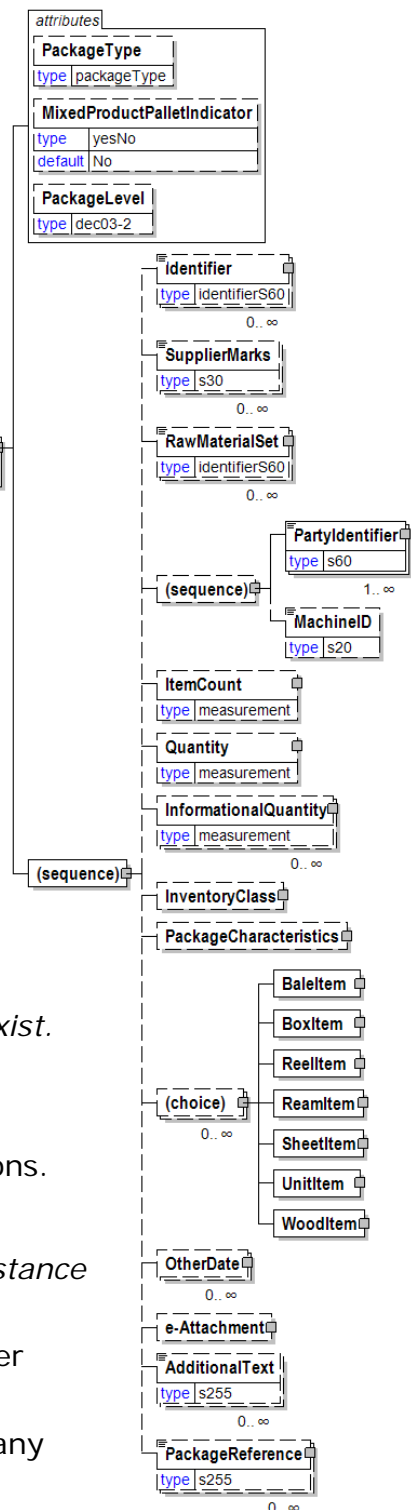 attributes
PackageType
type packageType
MixedProductPalletIndicator
type yesNo
default No
PackageLevel
type dec03-2
Identifier
type identifierS60
0.. ∞
SupplierMarks
type s30
0.. ∞
RawMaterialSet
type identifierS60
0.. ∞
(sequence)
PartyIdentifier
type s60
1.. ∞
MachineID
type s20
ItemCount
type measurement
Quantity
type measurement
InformationalQuantity
type measurement
0.. ∞
(sequence)
InventoryClass
PackageCharacteristics
(choice)
0.. ∞
BaleItem
BoxItem
ReelItem
ReamItem
SheetItem
UnitItem
WoodItem
OtherDate
0.. ∞
e-Attachment
AdditionalText
type s255
0.. ∞
PackageReference
type s255
0.. ∞
xist.
ons.
stance
er
any